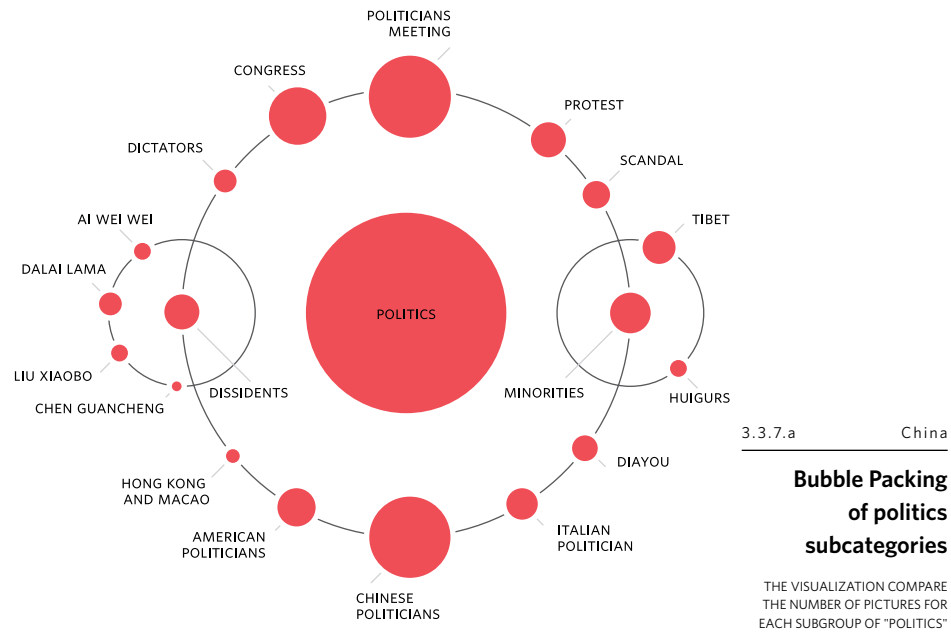 POLITICIANS
MEETING
CONGRESS
PROTEST
DICTATORS
SCANDAL
AI WEI WEI
TIBET
DALAI LAMA
POLITICS
LIU XIAOBO
DISSIDENTS
MINORITIES
CHEN GUANCHENG
HUIGURS
DIAYOU
HONG KONG
AND MACAO
AMERICAN
POLITICIANS
ITALIAN
POLITICIAN
CHINESE
POLITICIANS
3.3.7.a China
Bubble Packing
of politics
subcategories
THE VISUALIZATION COMPARE
THE NUMBER OF PICTURES FOR
EACH SUBGROUP OF "POLITICS"